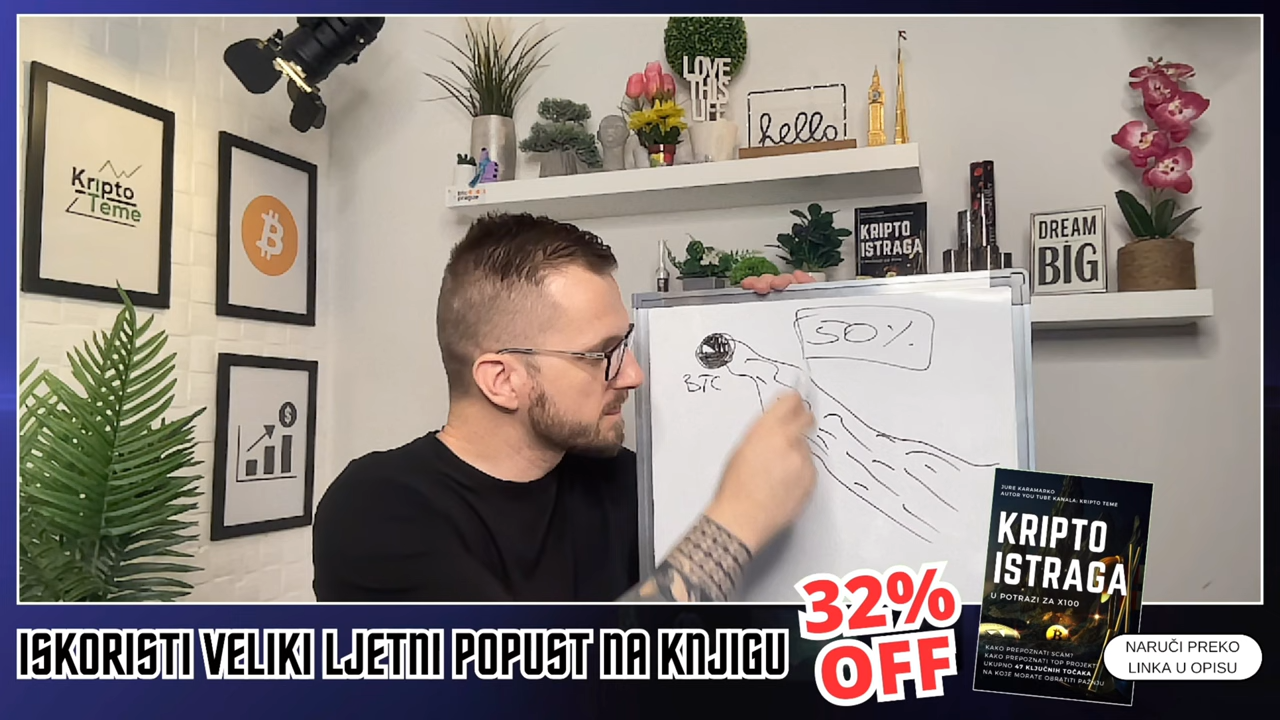 Kripto
Teme
LOVE
THIS
LIFE
hello
KRIPTO
ISTRAGA
DREAM
BIG
50%
BTC
JURE KARAMARKO
AUTOR YOU TUBE KANALA: KRIPTO TEME
KRIPTO
ISTRAGA
U POTRAZI ZA X100
KAKO PREPOZNATI SCAM?
KAKO PREPOZNATI TOP PROJEKT
UKUPNO 47 KLJUČNIH TOČAKA
NA KOJE MORATE OBRATITI PAŽNJU
ISKORISTI VELIKI LJETNI POPUST NA KNJIGU
32%
OFF
NARUČI PREKO
LINKA U OPISU